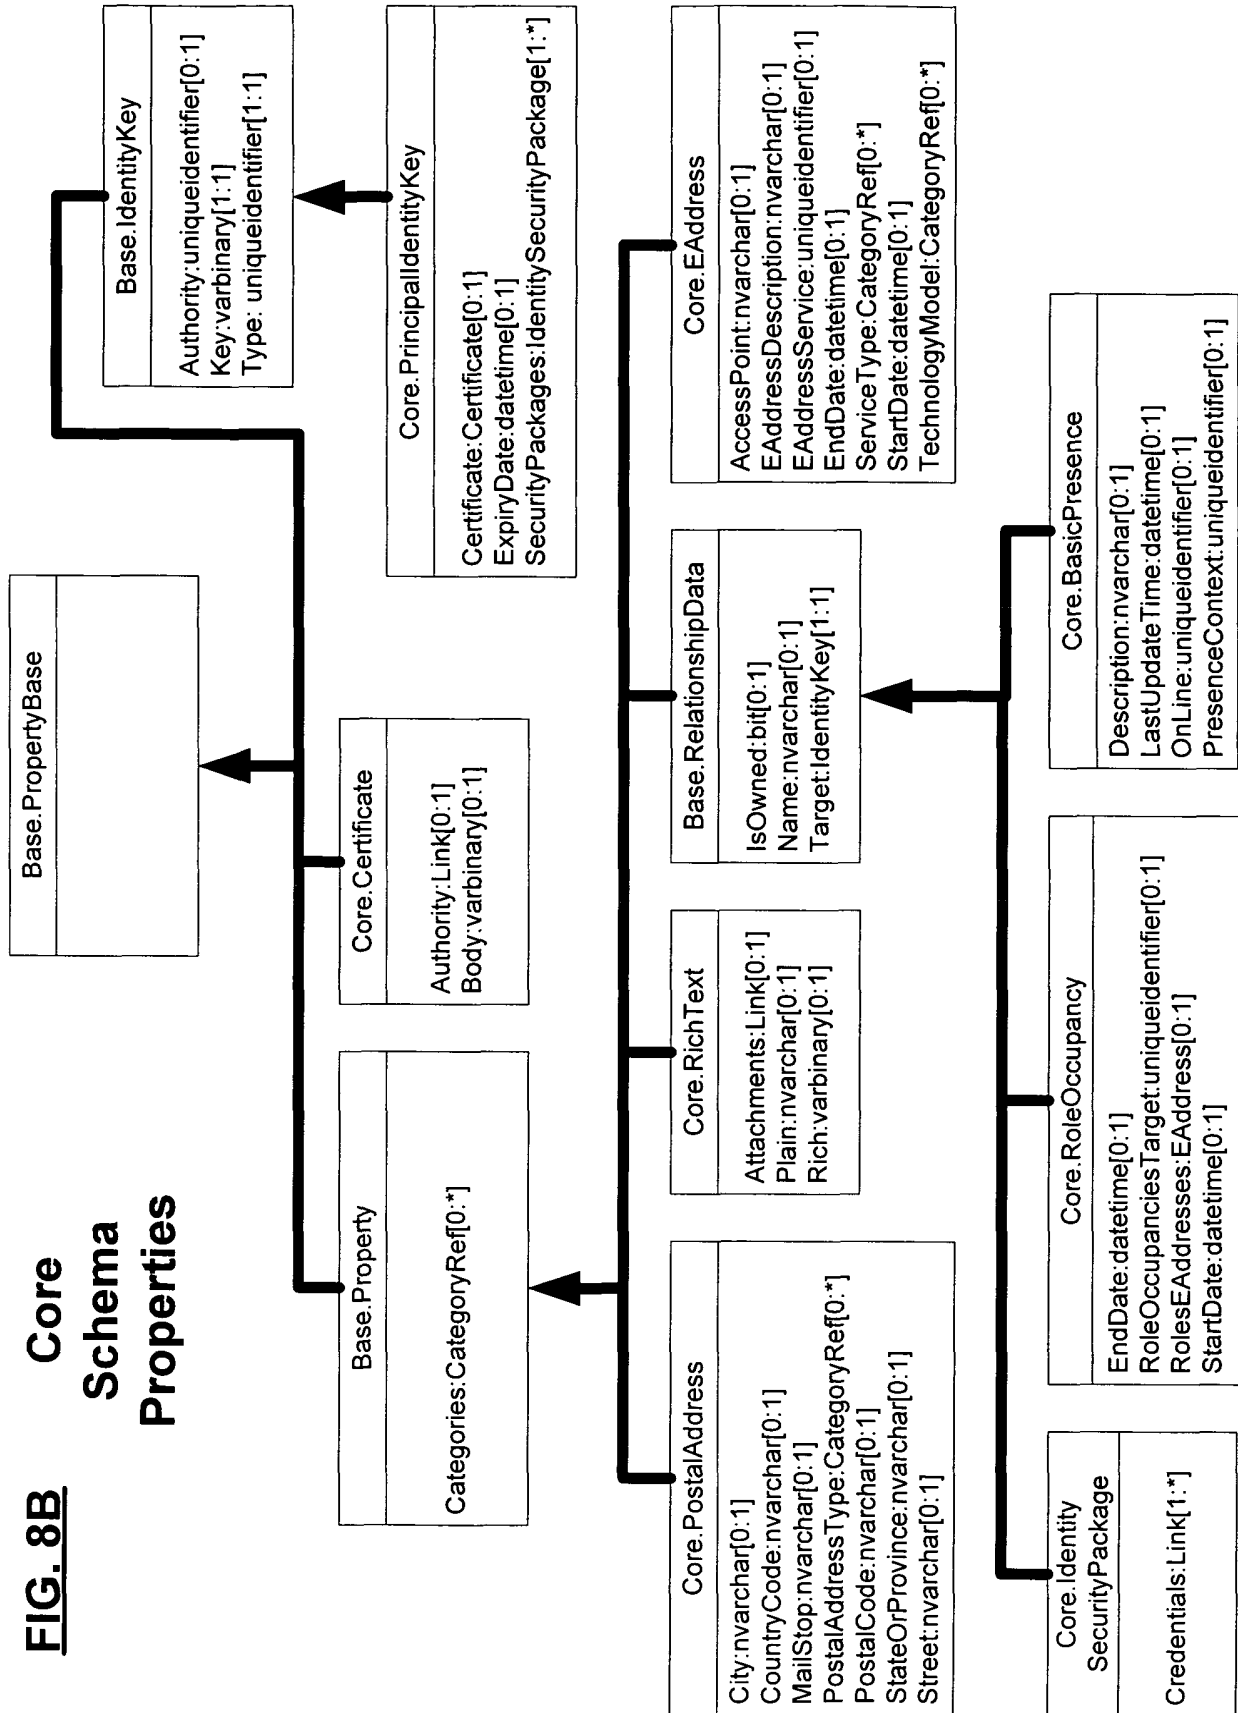 FIG. 8B
Core
Schema
Properties
Base.PropertyBase
Base.Property
Categories:CategoryRef[0:*]
Core.Certificate
Authority:Link[0:1]
Body:varbinary[0:1]
Base.IdentityKey
Authority:uniqueidentifier[0:1]
Key:varbinary[1:1]
Type: uniqueidentifier[1:1]
Core.PrincipalIdentityKey
Certificate:Certificate[0:1]
ExpiryDate:datetime[0:1]
SecurityPackages:IdentitySecurityPackage[1:*]
Core.PostalAddress
City:nvarchar[0:1]
CountryCode:nvarchar[0:1]
MailStop:nvarchar[0:1]
PostalAddressType:CategoryRef[0:*]
PostalCode:nvarchar[0:1]
StateOrProvince:nvarchar[0:1]
Street:nvarchar[0:1]
Core.RichText
Attachments:Link[0:1]
Plain:nvarchar[0:1]
Rich:varbinary[0:1]
Base.RelationshipData
IsOwned:bit[0:1]
Name:nvarchar[0:1]
Target:IdentityKey[1:1]
Core.EAddress
AccessPoint:nvarchar[0:1]
EAddressDescription:nvarchar[0:1]
EAddressService:uniqueidentifier[0:1]
EndDate:datetime[0:1]
ServiceType:CategoryRef[0:*]
StartDate:datetime[0:1]
TechnologyModel:CategoryRef[0:*]
Core.Identity
SecurityPackage
Credentials:Link[1:*]
Core.RoleOccupancy
EndDate:datetime[0:1]
RoleOccupanciesTarget:uniqueidentifier[0:1]
RolesEAddresses:EAddress[0:1]
StartDate:datetime[0:1]
Core.BasicPresence
Description:nvarchar[0:1]
LastUpdateTime:datetime[0:1]
OnLine:uniqueidentifier[0:1]
PresenceContext:uniqueidentifier[0:1]